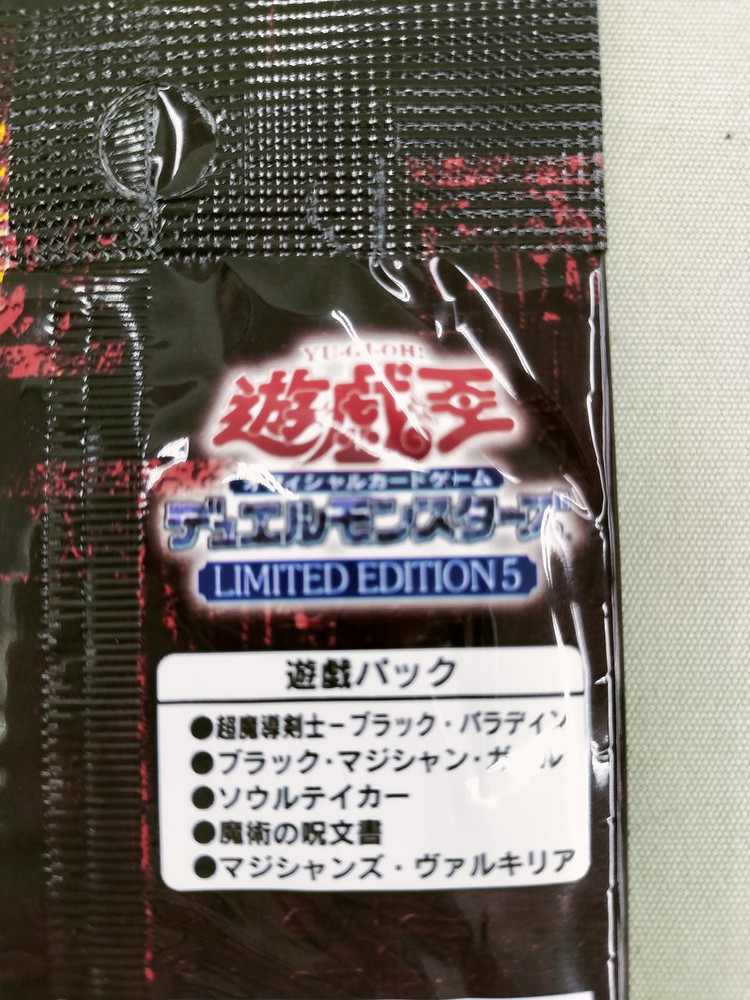 YU-GI-OH!
遊戯王
オフィシャルカードゲーム
デュエルモンスターズ
LIMITED EDITION 5
遊戯パック
●超魔導剣士－ブラック・パラディン
●ブラック・マジシャン・ガール
●ソウルテイカー
●魔術の呪文書
●マジシャンズ・ヴァルキリア